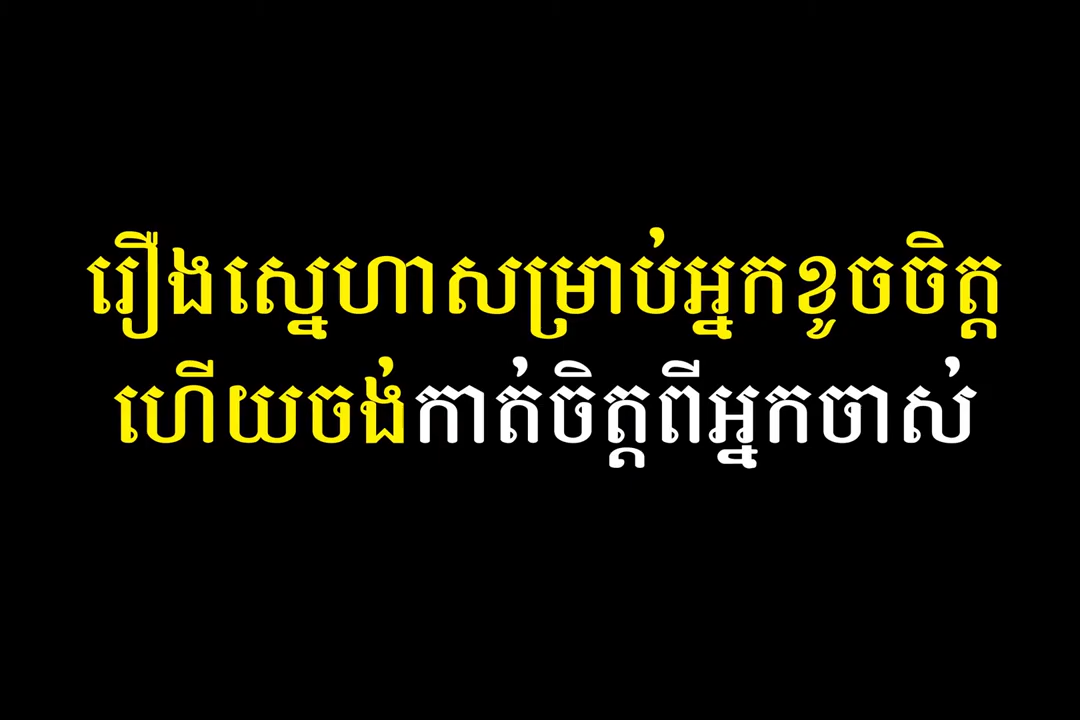 រឿងស្នេហាសម្រាប់អ្នកខូចចិត្ត
ហើយចង់កាត់ចិត្តពីអ្នកចាស់